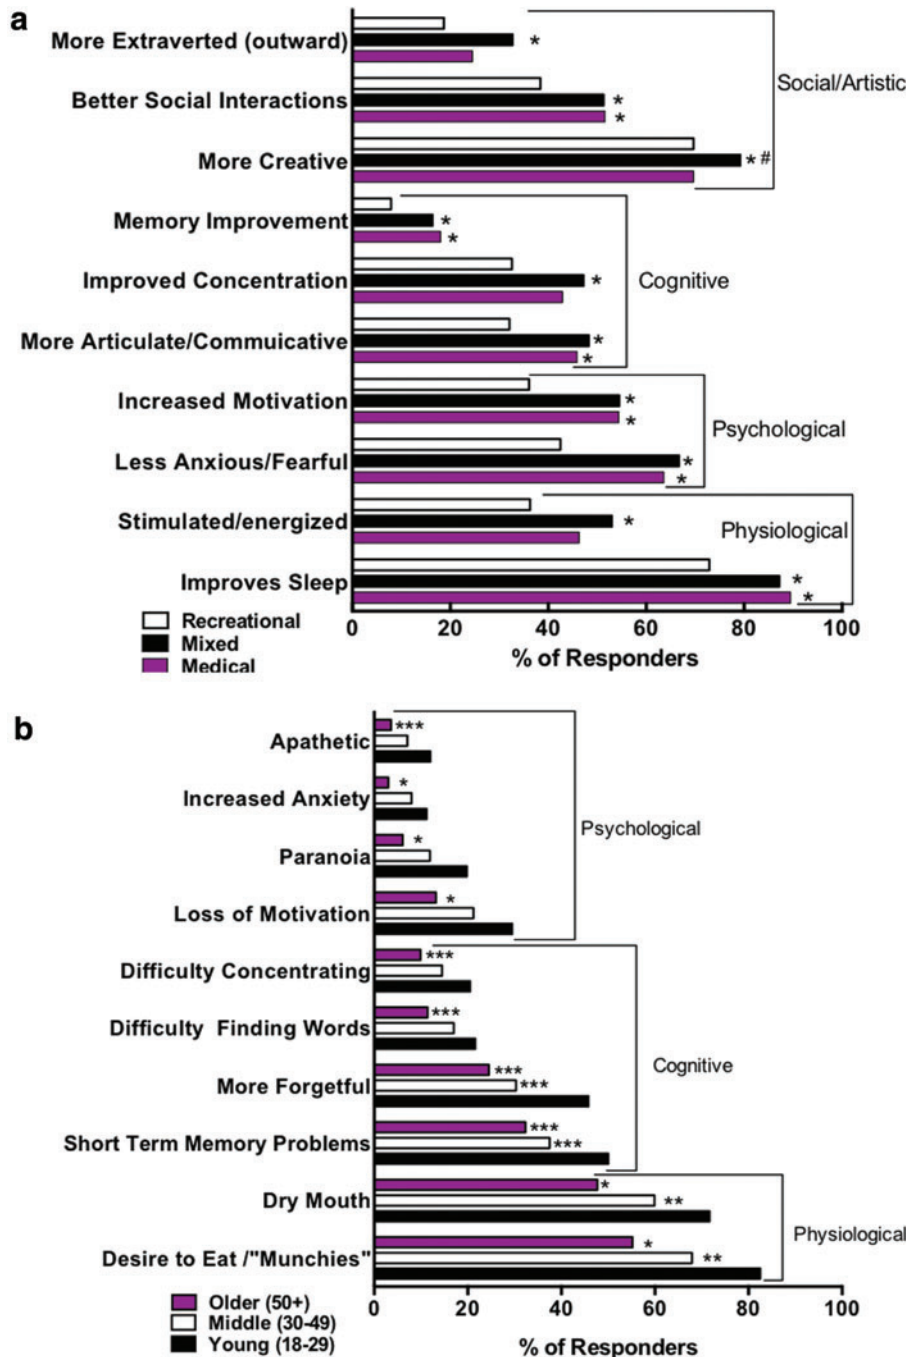 a
More Extraverted (outward)
*
Better Social Interactions
*
*
Social/Artistic
More Creative
* #
Memory Improvement
*
*
Improved Concentration
*
Cognitive
More Articulate/Commuicative
*
*
Increased Motivation
*
*
Psychological
Less Anxious/Fearful
*
*
Stimulated/energized
*
Physiological
Improves Sleep
*
*
Recreational
Mixed
Medical
0 20 40 60 80 100
% of Responders
b
Apathetic
***
Increased Anxiety
*
Psychological
Paranoia
*
Loss of Motivation
*
Difficulty Concentrating
***
Difficulty Finding Words
***
Cognitive
More Forgetful
***
***
Short Term Memory Problems
***
***
Dry Mouth
*
**
Physiological
Desire to Eat /"Munchies"
*
**
Older (50+)
Middle (30-49)
Young (18-29)
0 20 40 60 80 100
% of Responders